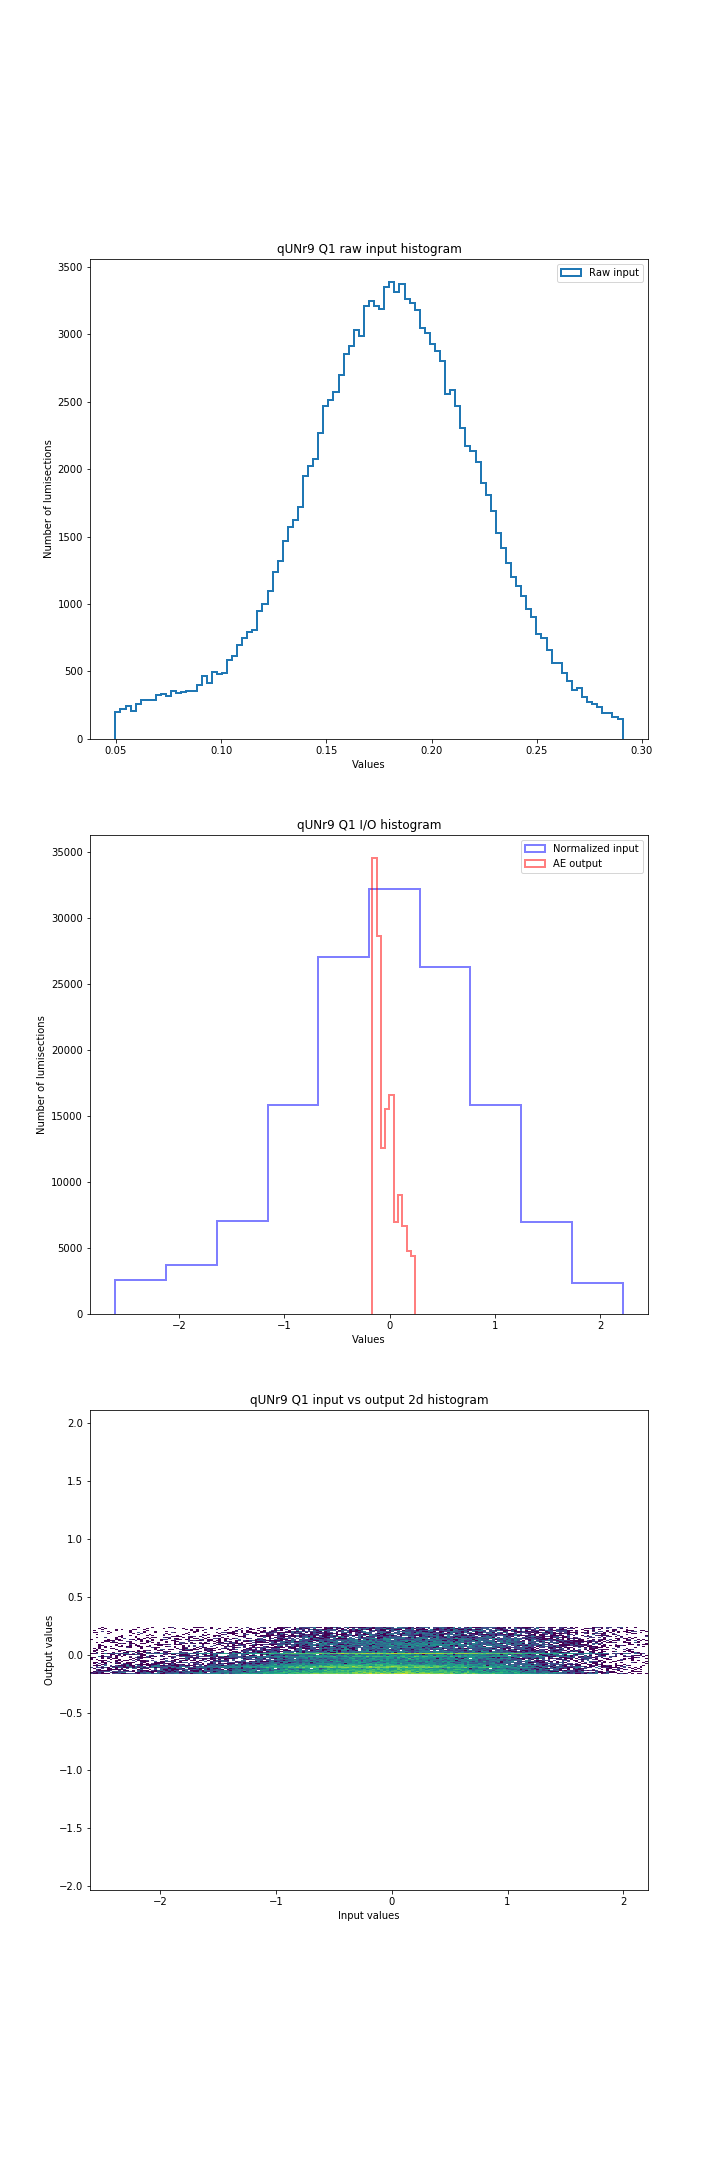 qUNr9 Q1 raw input histogram
Raw input
3500
3000
2500
2000
1500
1000
500
0
Number of lumisections
0.05 0.10 0.15 0.20 0.25 0.30
Values
qUNr9 Q1 I/O histogram
Normalized input
AE output
35000
30000
25000
20000
15000
10000
5000
0
Number of lumisections
−2 −1 0 1 2
Values
qUNr9 Q1 input vs output 2d histogram
2.0
1.5
1.0
0.5
0.0
−0.5
−1.0
−1.5
−2.0
Output values
−2 −1 0 1 2
Input values